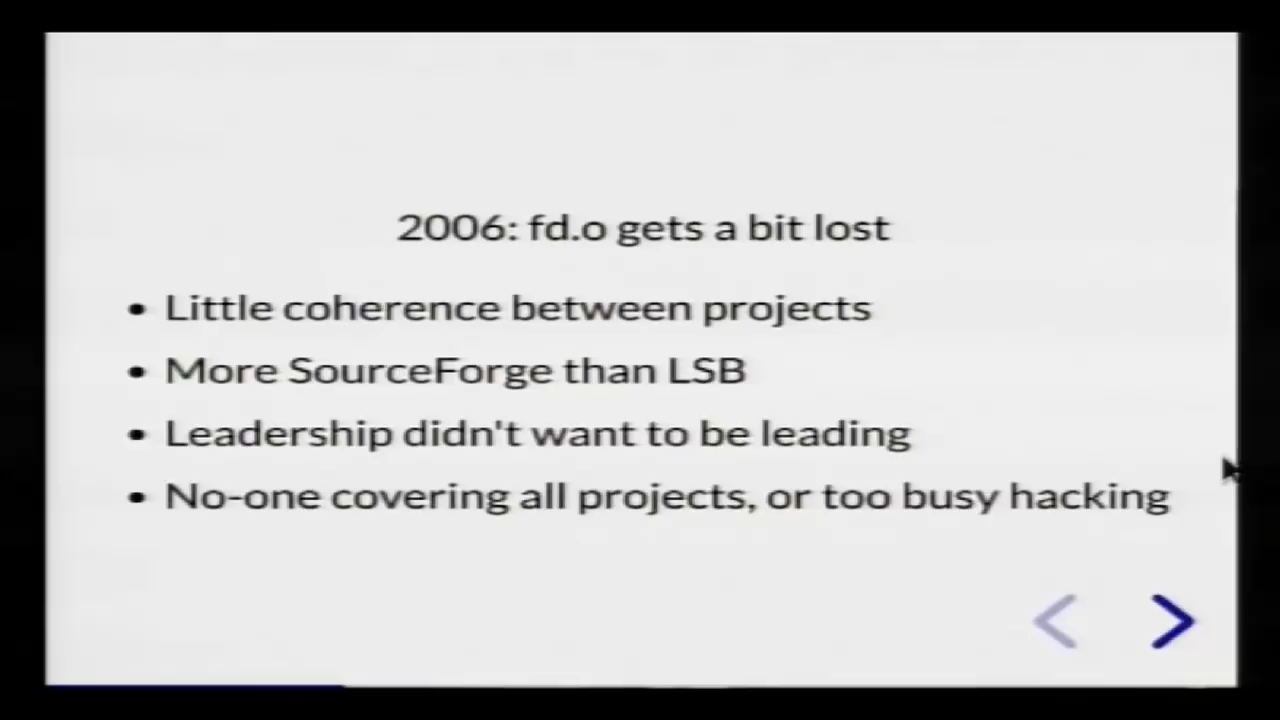 2006: fd.o gets a bit lost
• Little coherence between projects
• More SourceForge than LSB
• Leadership didn't want to be leading
• No-one covering all projects, or too busy hacking